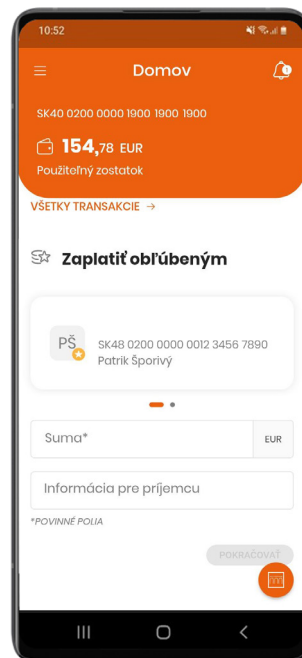 10:52
Domov
SK40 0200 0000 1900 1900 1900
154,78 EUR
Použiteľný zostatok
VŠETKY TRANSAKCIE →
Zaplatiť obľúbeným
PŠ
SK48 0200 0000 0012 3456 7890
Patrik Šporivý
Suma*
EUR
Informácia pre príjemcu
*POVINNÉ POLIA
POKRAČOVAŤ